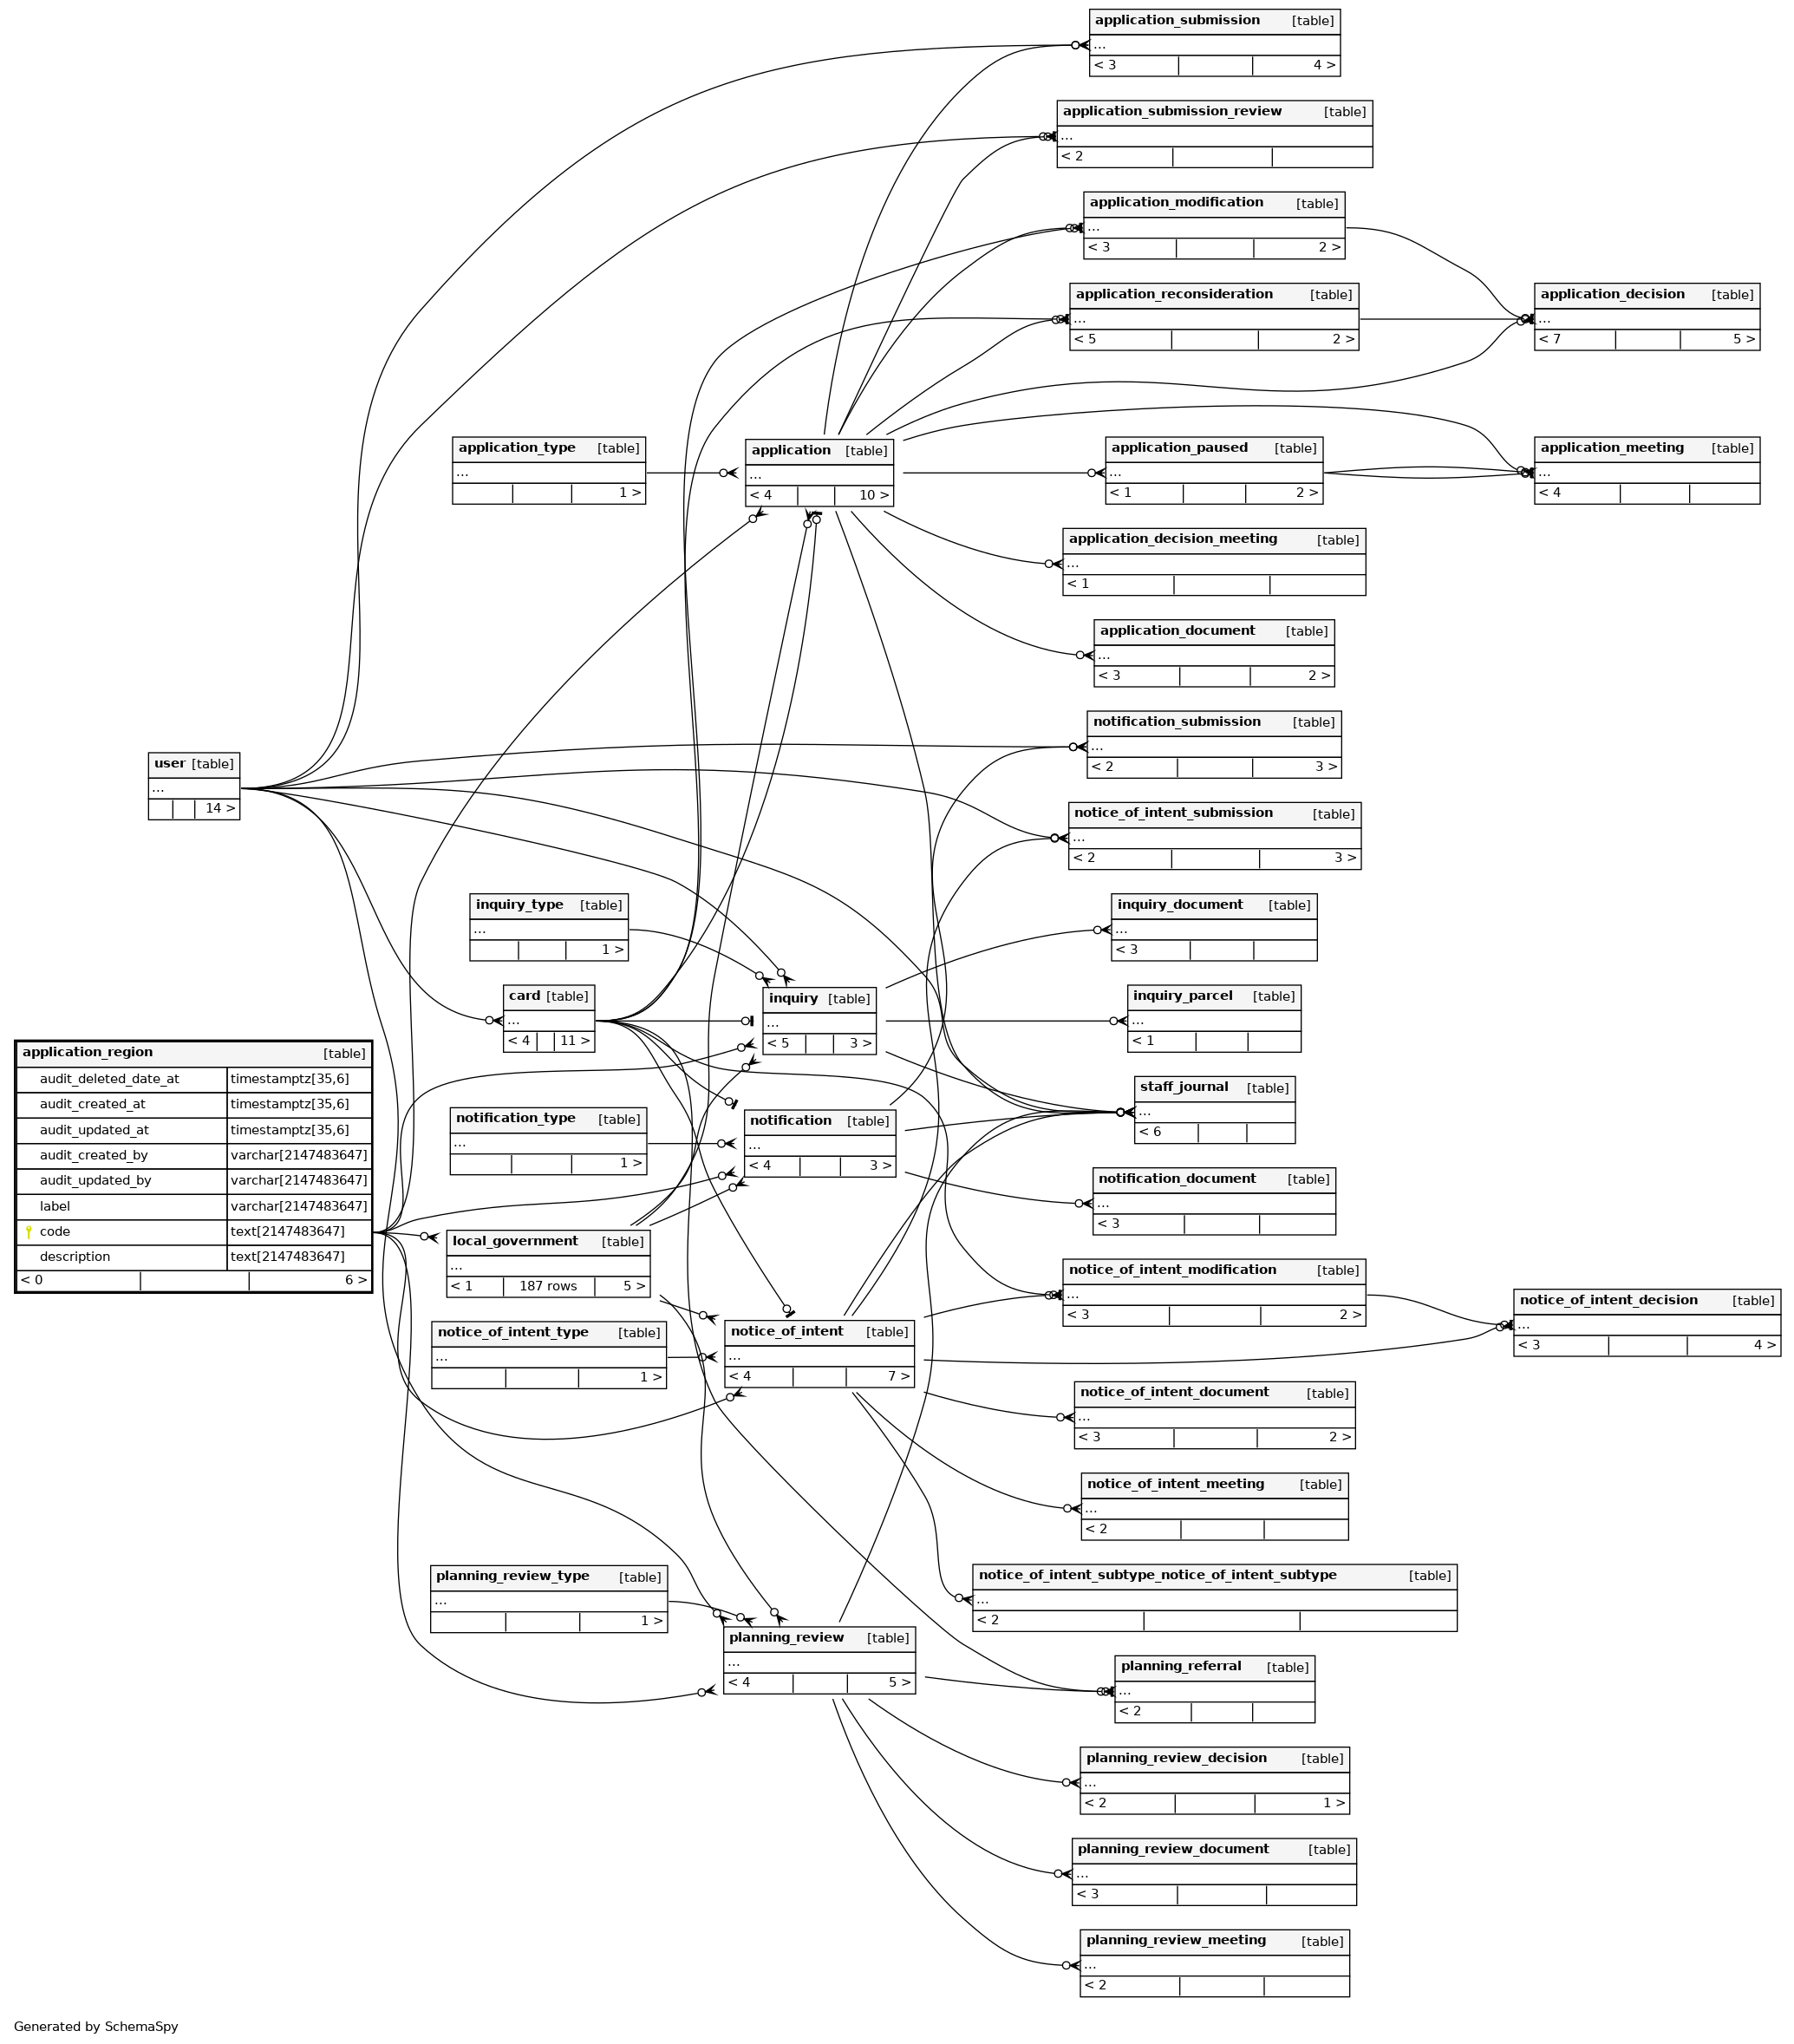 application_submission [table]
...
< 3 4 >
application_submission_review [table]
...
< 2
application_modification [table]
...
< 3 2 >
application_reconsideration [table]
...
< 5 2 >
application_decision [table]
...
< 7 5 >
application_type [table]
...
1 >
application [table]
...
< 4 10 >
application_paused [table]
...
< 1 2 >
application_meeting [table]
...
< 4
application_decision_meeting [table]
...
< 1
application_document [table]
...
< 3 2 >
notification_submission [table]
...
< 2 3 >
user [table]
...
14 >
notice_of_intent_submission [table]
...
< 2 3 >
inquiry_type [table]
...
1 >
inquiry_document [table]
...
< 3
card [table]
...
< 4 11 >
inquiry [table]
...
< 5 3 >
inquiry_parcel [table]
...
< 1
application_region [table]
audit_deleted_date_at timestamptz[35,6]
audit_created_at timestamptz[35,6]
audit_updated_at timestamptz[35,6]
audit_created_by varchar[2147483647]
audit_updated_by varchar[2147483647]
label varchar[2147483647]
code text[2147483647]
description text[2147483647]
< 0 6 >
staff_journal [table]
...
< 6
notification_type [table]
...
1 >
notification [table]
...
< 4 3 >
notification_document [table]
...
< 3
local_government [table]
...
< 1 187 rows 5 >
notice_of_intent_modification [table]
...
< 3 2 >
notice_of_intent_decision [table]
...
< 3 4 >
notice_of_intent_type [table]
...
1 >
notice_of_intent [table]
...
< 4 7 >
notice_of_intent_document [table]
...
< 3 2 >
notice_of_intent_meeting [table]
...
< 2
planning_review_type [table]
...
1 >
notice_of_intent_subtype_notice_of_intent_subtype [table]
...
< 2
planning_review [table]
...
< 4 5 >
planning_referral [table]
...
< 2
planning_review_decision [table]
...
< 2 1 >
planning_review_document [table]
...
< 3
planning_review_meeting [table]
...
< 2
Generated by SchemaSpy